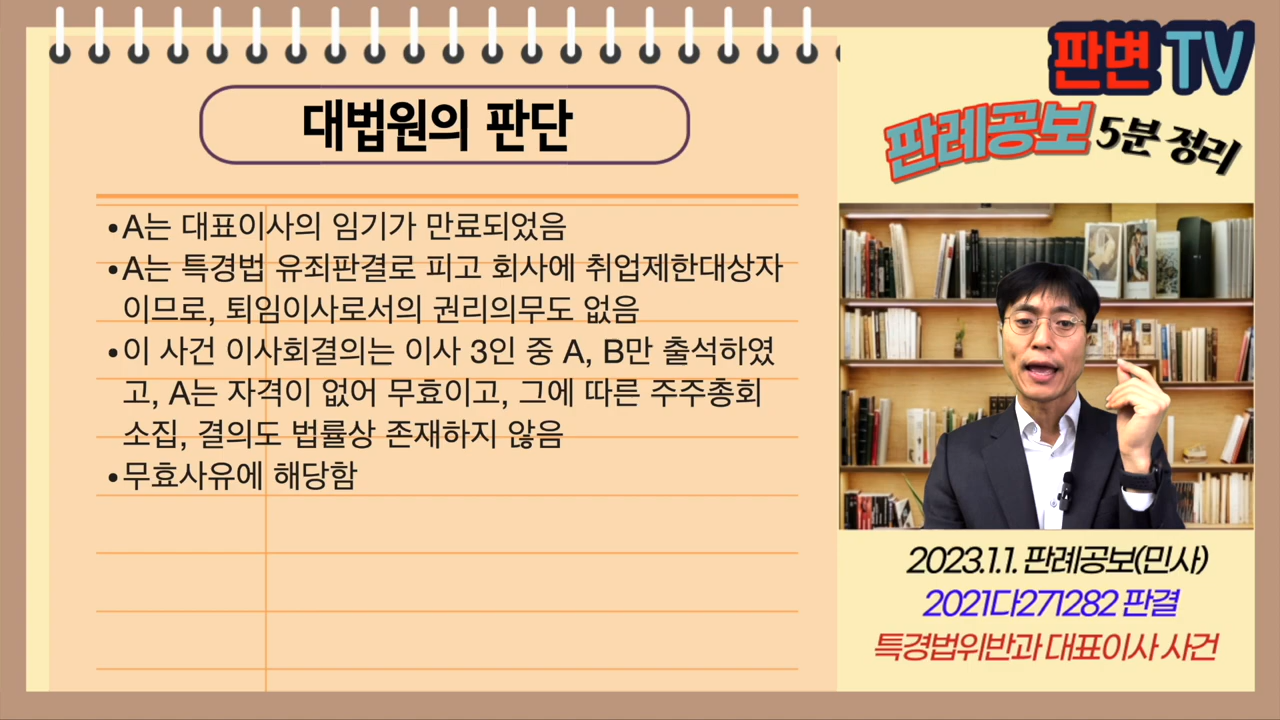 대법원의 판단
•A는 대표이사의 임기가 만료되었음
•A는 특경법 유죄판결로 피고 회사에 취업제한대상자
이므로, 퇴임이사로서의 권리의무도 없음
•이 사건 이사회결의는 이사 3인 중 A, B만 출석하였
고, A는 자격이 없어 무효이고, 그에 따른 주주총회
소집, 결의도 법률상 존재하지 않음
•무효사유에 해당함
판변 TV
판례공보 5분 정리
2023.1.1. 판례공보(민사)
2021다271282 판결
특경법위반과 대표이사 사건